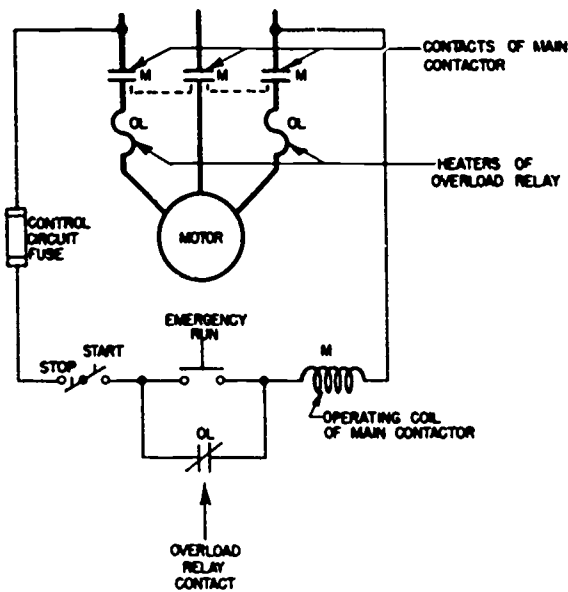 CONTACTS OF MAIN
CONTACTOR
M
M
M
OL
OL
HEATERS OF
OVERLOAD RELAY
CONTROL
CIRCUIT
FUSE
MOTOR
EMERGENCY
RUN
START
STOP
M
OPERATING COIL
OF MAIN CONTACTOR
OL
OVERLOAD
RELAY
CONTACT